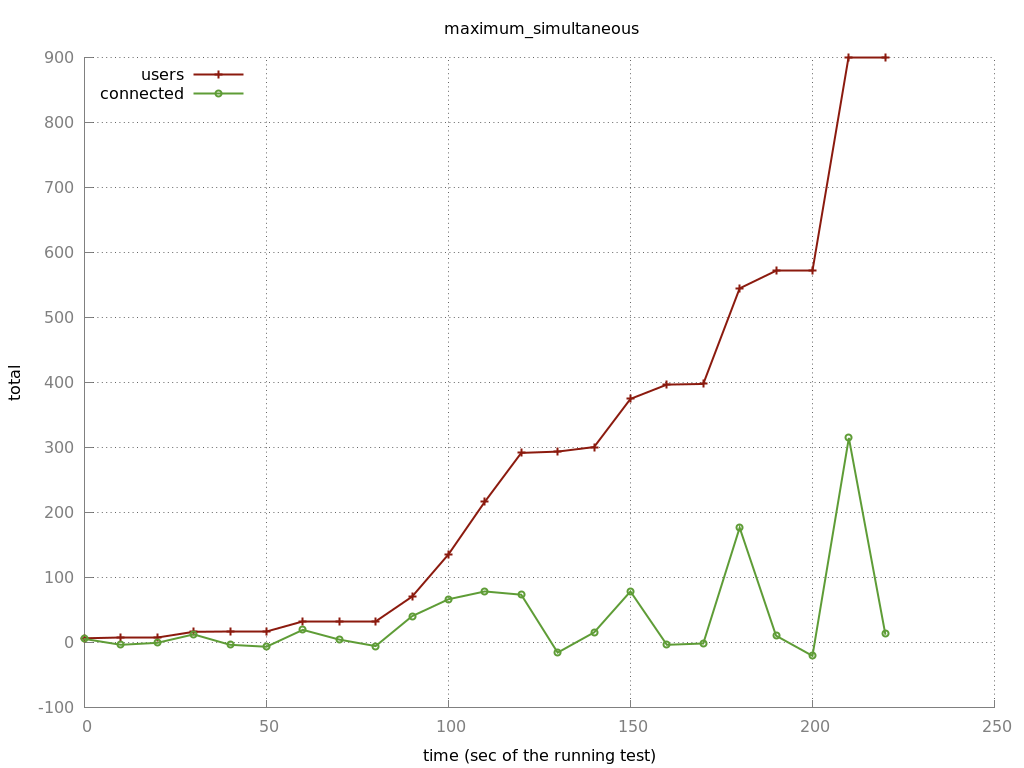 maximum_simultaneous
900
800
700
600
500
400
300
200
100
0
-100
users
connected
total
0 50 100 150 200 250
time (sec of the running test)